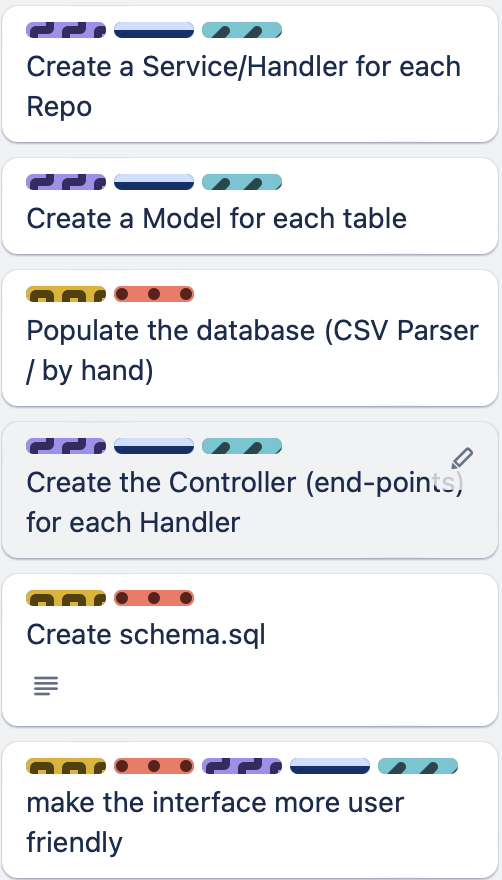 Create a Service/Handler for each
Repo
Create a Model for each table
Populate the database (CSV Parser
/ by hand)
Create the Controller (end-points)
for each Handler
Create schema.sql
make the interface more user
friendly